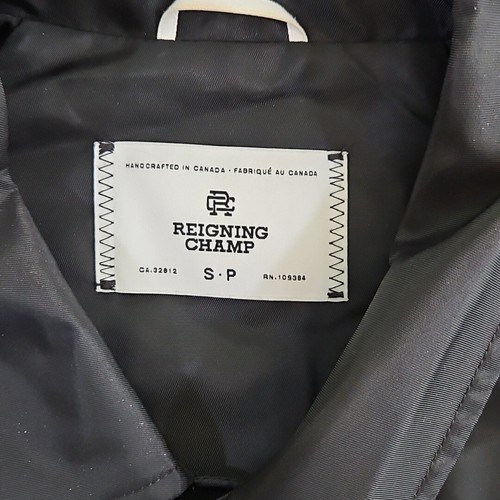 HANDCRAFTED IN CANADA · FABRIQUÉ AU CANADA
RC
REIGNING
CHAMP
S · P
CA.32812 RN.109384